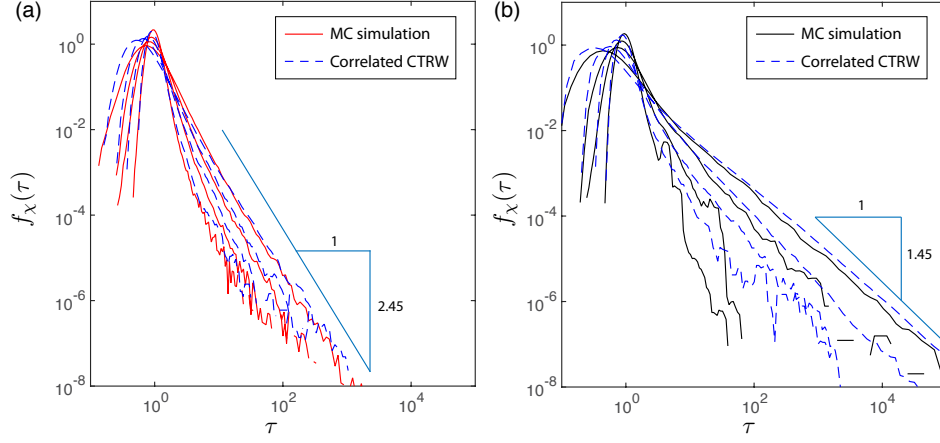 (a)
MC simulation
Correlated CTRW
10^0
10^-2
10^-4
10^-6
10^-8
f_χ(τ)
1
2.45
10^0
10^2
10^4
τ
(b)
MC simulation
Correlated CTRW
10^0
10^-2
10^-4
10^-6
10^-8
f_χ(τ)
1
1.45
10^0
10^2
10^4
τ